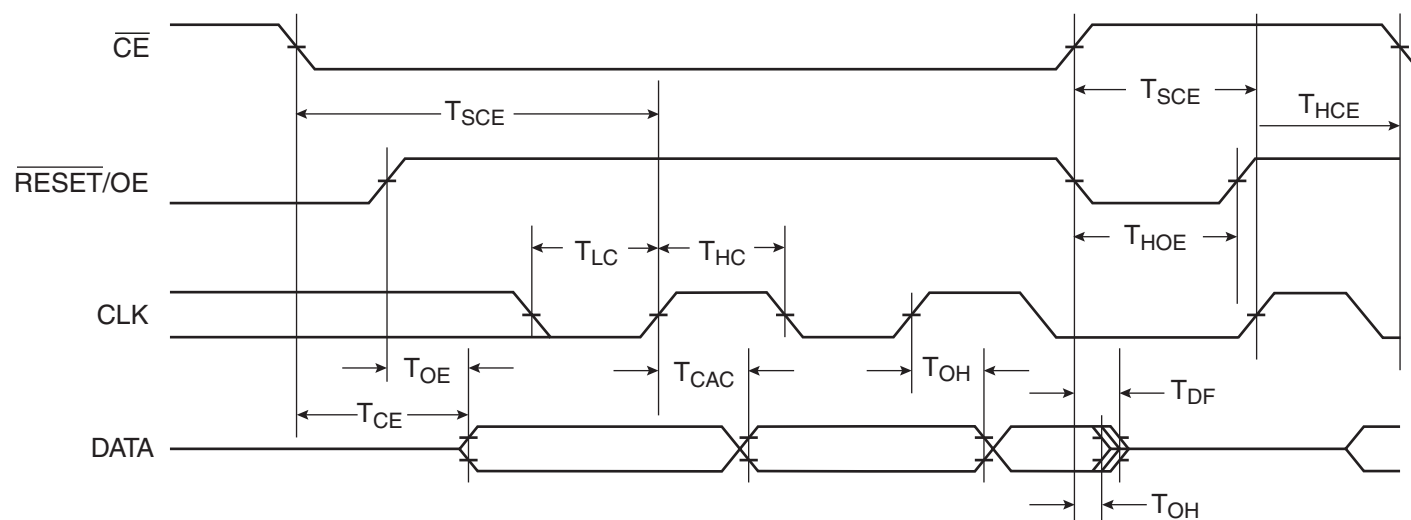 CE
TSCE
TSCE
THCE
RESET/OE
TLC
THC
THOE
CLK
TOE
TCAC
TOH
TDF
TCE
DATA
TOH